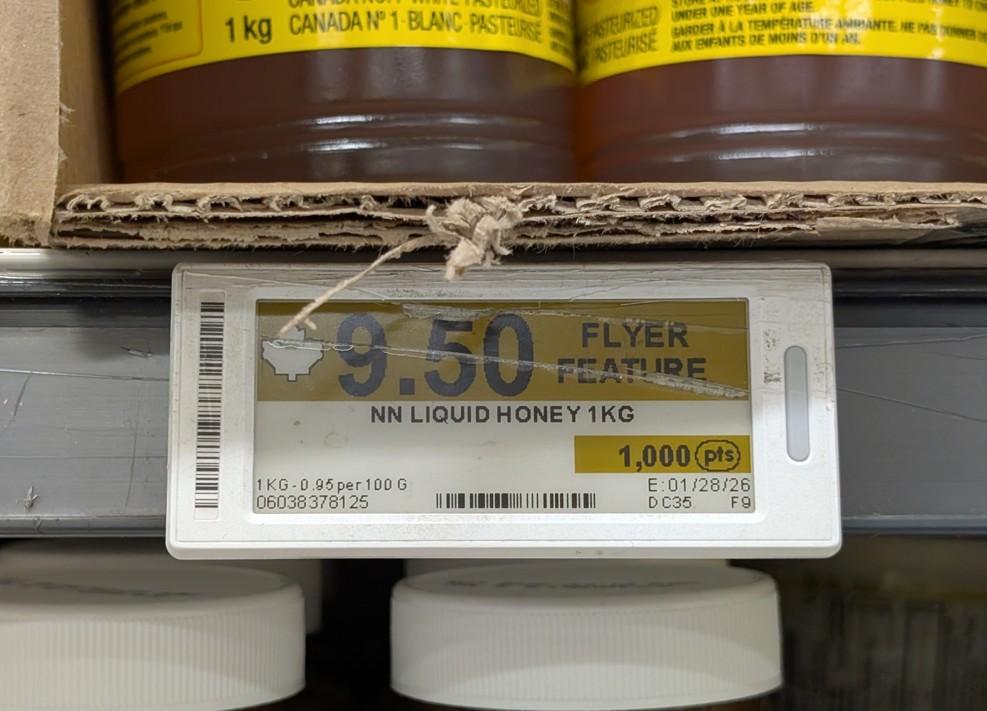 1 kg
CANADA Nº 1 · BLANC · PASTEURISÉ
PASTEURIZED
PASTEURISÉ
UNDER ONE YEAR OF AGE.
GARDER À LA TEMPÉRATURE AMBIANTE. NE PAS DONNER
AUX ENFANTS DE MOINS D'UN AN.
9.50
FLYER
FEATURE
NN LIQUID HONEY 1KG
1,000 pts
1KG - 0.95 per 100 G
E: 01/28/26
06038378125
DC35 F9